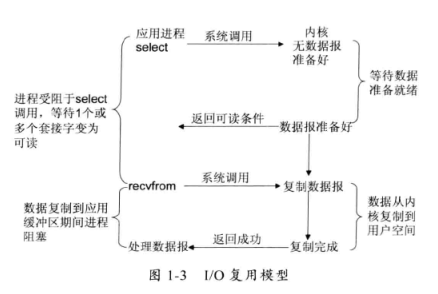 应用进程
select
系统调用
内核
无数据报
准备好
等待数据
准备就绪
进程受阻于select
调用，等待1个或
多个套接字变为
可读
返回可读条件
数据报准备好
recvfrom
系统调用
复制数据报
数据复制到应用
缓冲区期间进程
阻塞
数据从内
核复制到
用户空间
处理数据报
返回成功
复制完成
图 1-3 I/O 复用模型